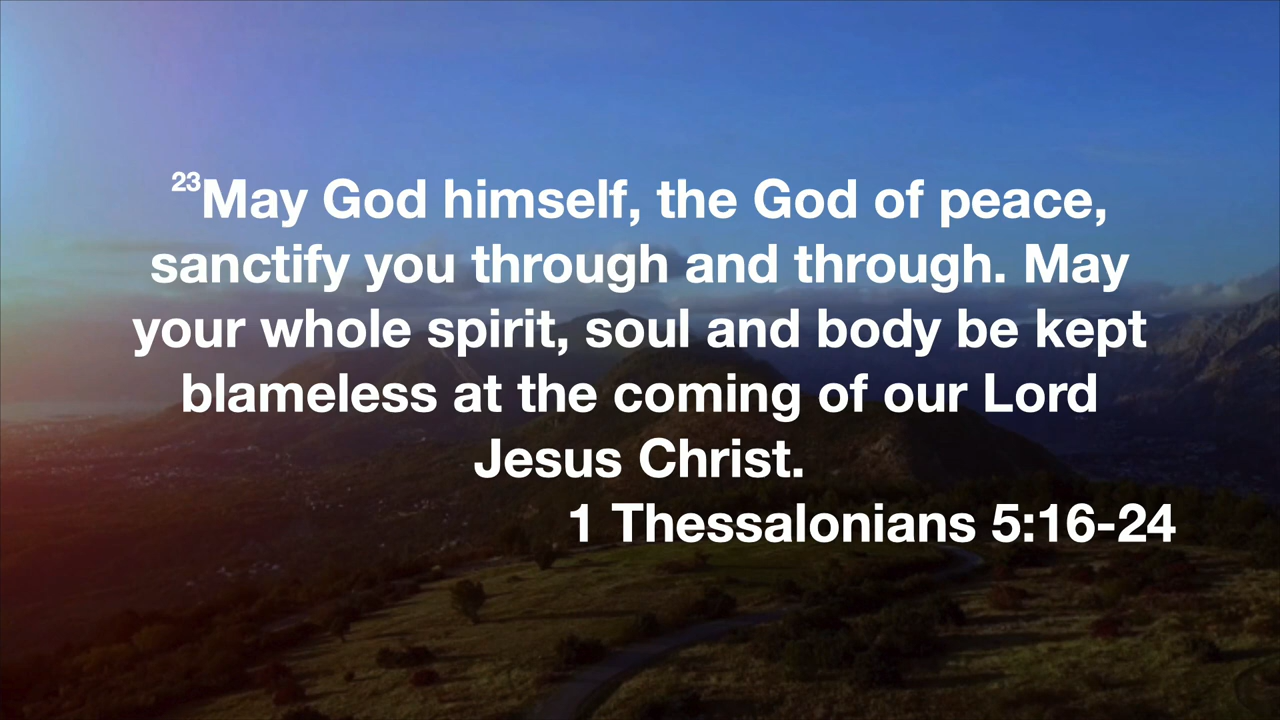 23May God himself, the God of peace,
sanctify you through and through. May
your whole spirit, soul and body be kept
blameless at the coming of our Lord
Jesus Christ.
1 Thessalonians 5:16-24